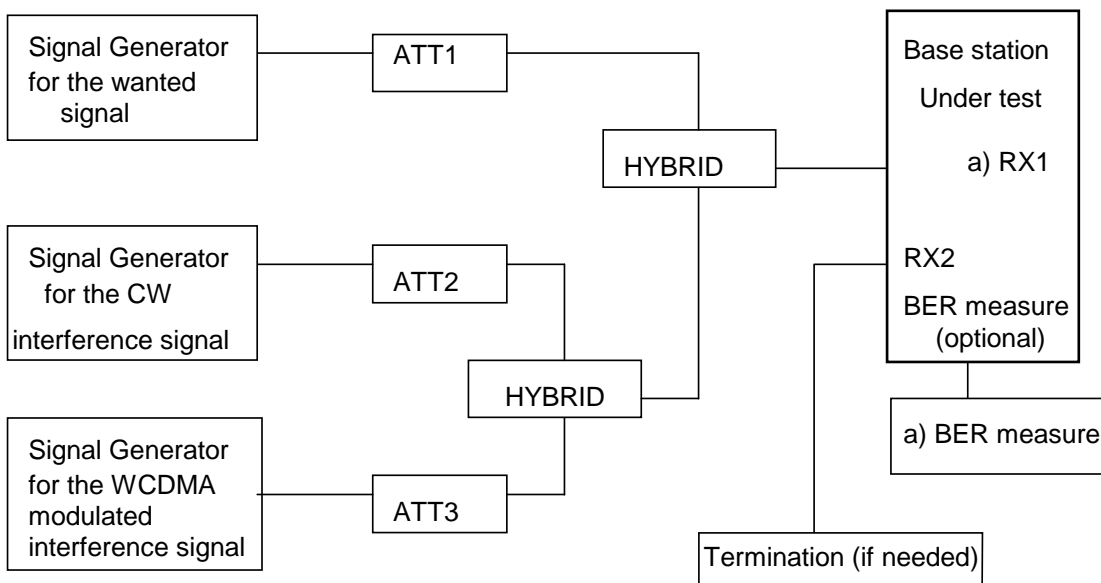 Signal Generator
for the wanted
signal
ATT1
HYBRID
Base station
Under test
a) RX1
RX2
BER measure
(optional)
Signal Generator
for the CW
interference signal
ATT2
HYBRID
Signal Generator
for the WCDMA
modulated
interference signal
ATT3
a) BER measure
Termination (if needed)